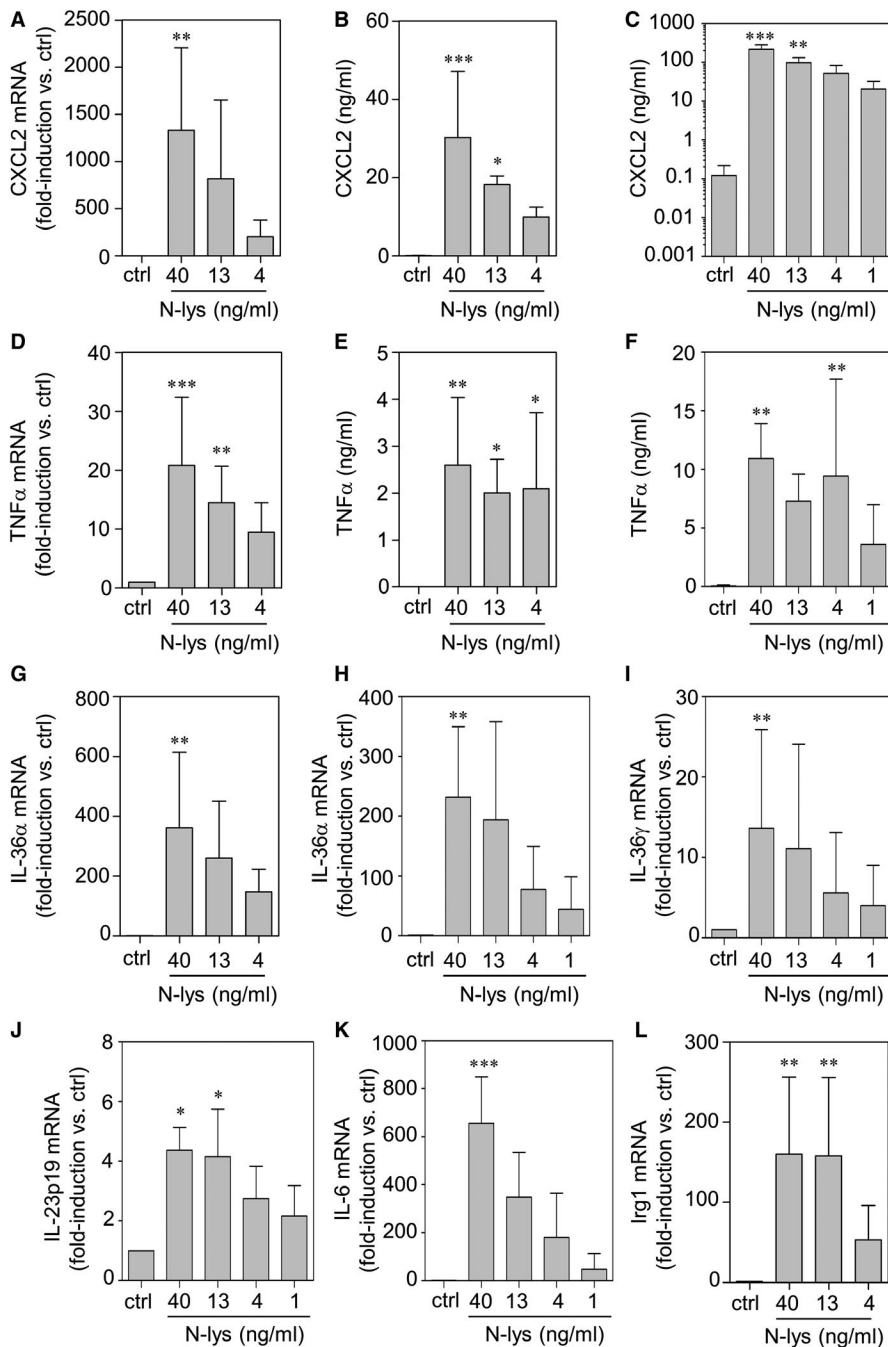 A
CXCL2 mRNA
(fold-induction vs. ctrl)
2500
2000
1500
1000
500
0
**
ctrl 40 13 4
N-lys (ng/ml)
B
CXCL2 (ng/ml)
60
40
20
0
***
*
ctrl 40 13 4
N-lys (ng/ml)
C
CXCL2 (ng/ml)
1000
100
10
1
0.1
0.01
0.001
***
**
ctrl 40 13 4 1
N-lys (ng/ml)
D
TNFα mRNA
(fold-induction vs. ctrl)
40
30
20
10
0
***
**
ctrl 40 13 4
N-lys (ng/ml)
E
TNFα (ng/ml)
5
4
3
2
1
0
**
*
*
ctrl 40 13 4
N-lys (ng/ml)
F
TNFα (ng/ml)
20
15
10
5
0
**
**
ctrl 40 13 4 1
N-lys (ng/ml)
G
IL-36α mRNA
(fold-induction vs. ctrl)
800
600
400
200
0
**
ctrl 40 13 4
N-lys (ng/ml)
H
IL-36α mRNA
(fold-induction vs. ctrl)
400
300
200
100
0
**
ctrl 40 13 4 1
N-lys (ng/ml)
I
IL-36γ mRNA
(fold-induction vs. ctrl)
30
20
10
0
**
ctrl 40 13 4 1
N-lys (ng/ml)
J
IL-23p19 mRNA
(fold-induction vs. ctrl)
8
6
4
2
0
*
*
ctrl 40 13 4 1
N-lys (ng/ml)
K
IL-6 mRNA
(fold-induction vs. ctrl)
1000
800
600
400
200
0
***
ctrl 40 13 4 1
N-lys (ng/ml)
L
Irg1 mRNA
(fold-induction vs. ctrl)
300
200
100
0
**
**
ctrl 40 13 4
N-lys (ng/ml)